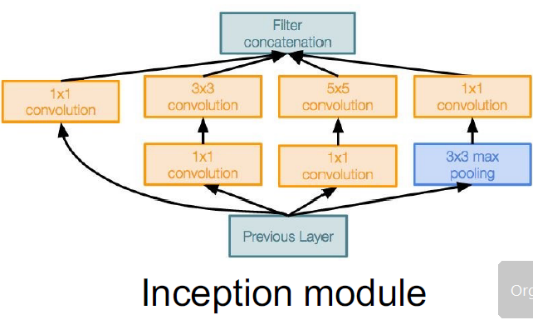 Filter
concatenation
1x1
convolution
3x3
convolution
5x5
convolution
1x1
convolution
1x1
convolution
1x1
convolution
3x3 max
pooling
Previous Layer
Inception module
Org